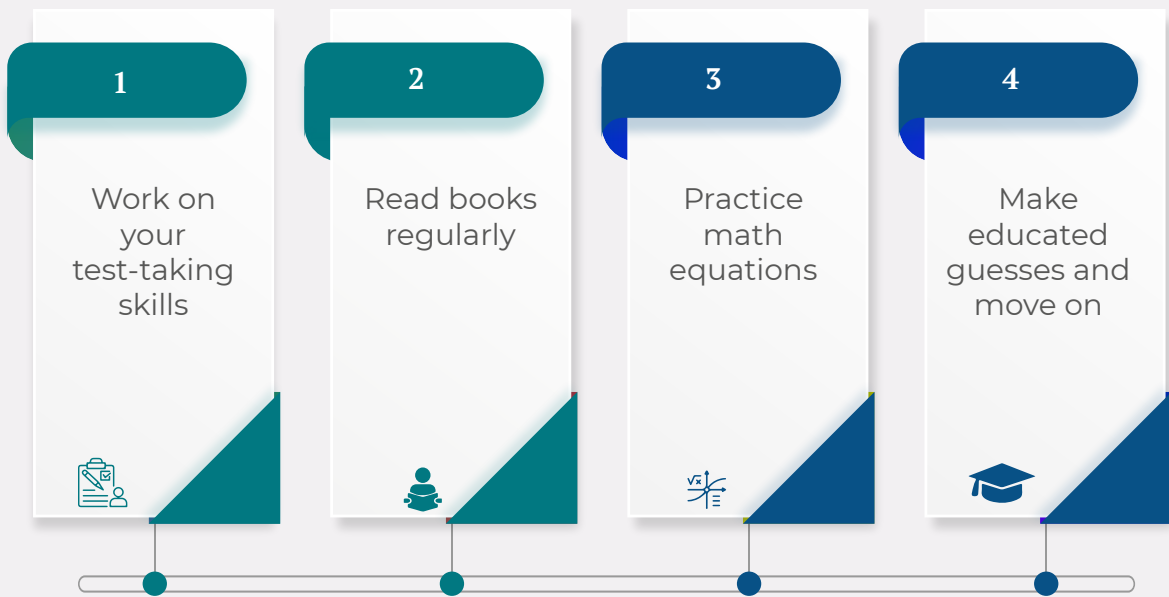 1
Work on
your
test-taking
skills
2
Read books
regularly
3
Practice
math
equations
4
Make
educated
guesses and
move on
√x